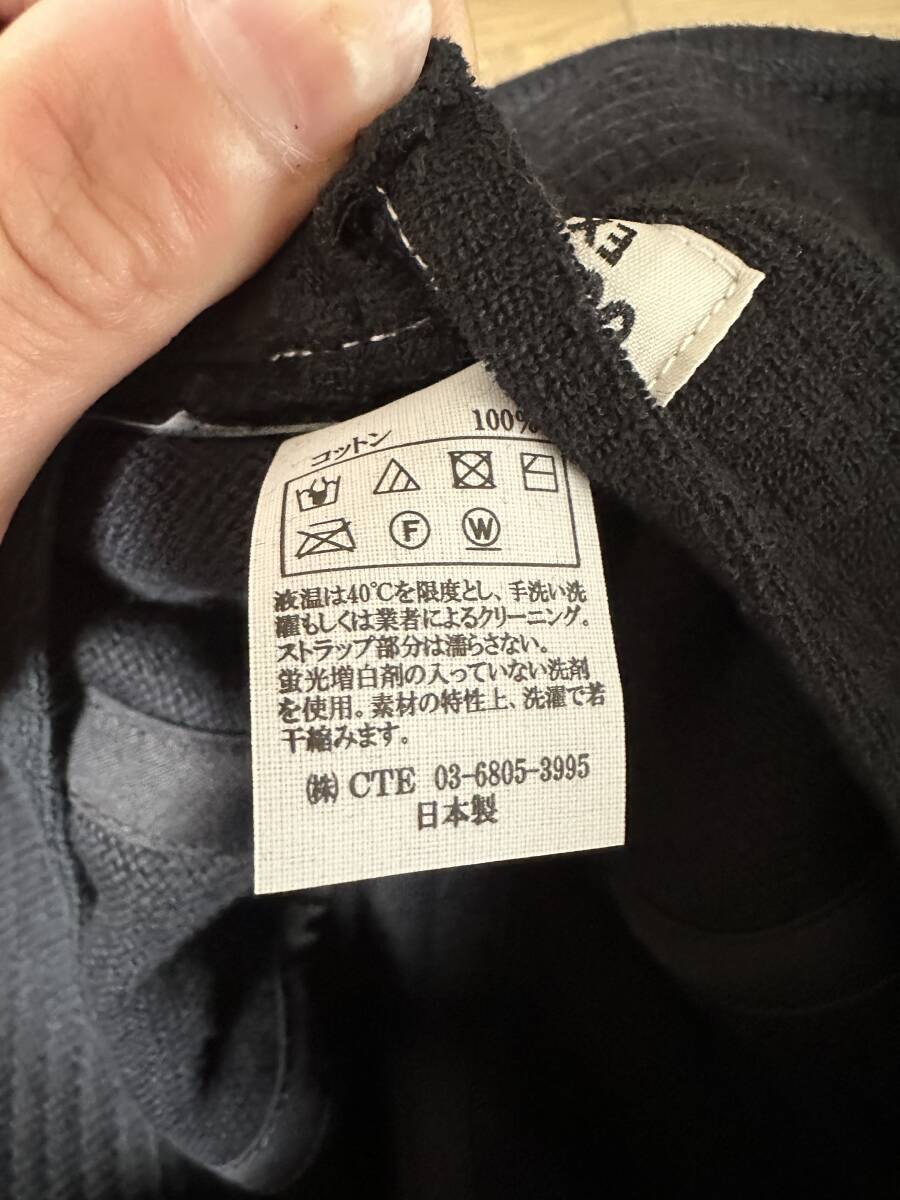 コットン 100%
F W
液温は40℃を限度とし、手洗い洗
濯もしくは業者によるクリーニング。
ストラップ部分は濡らさない。
蛍光増白剤の入っていない洗剤
を使用。素材の特性上、洗濯で若
干縮みます。
㈱ CTE 03-6805-3995
日本製